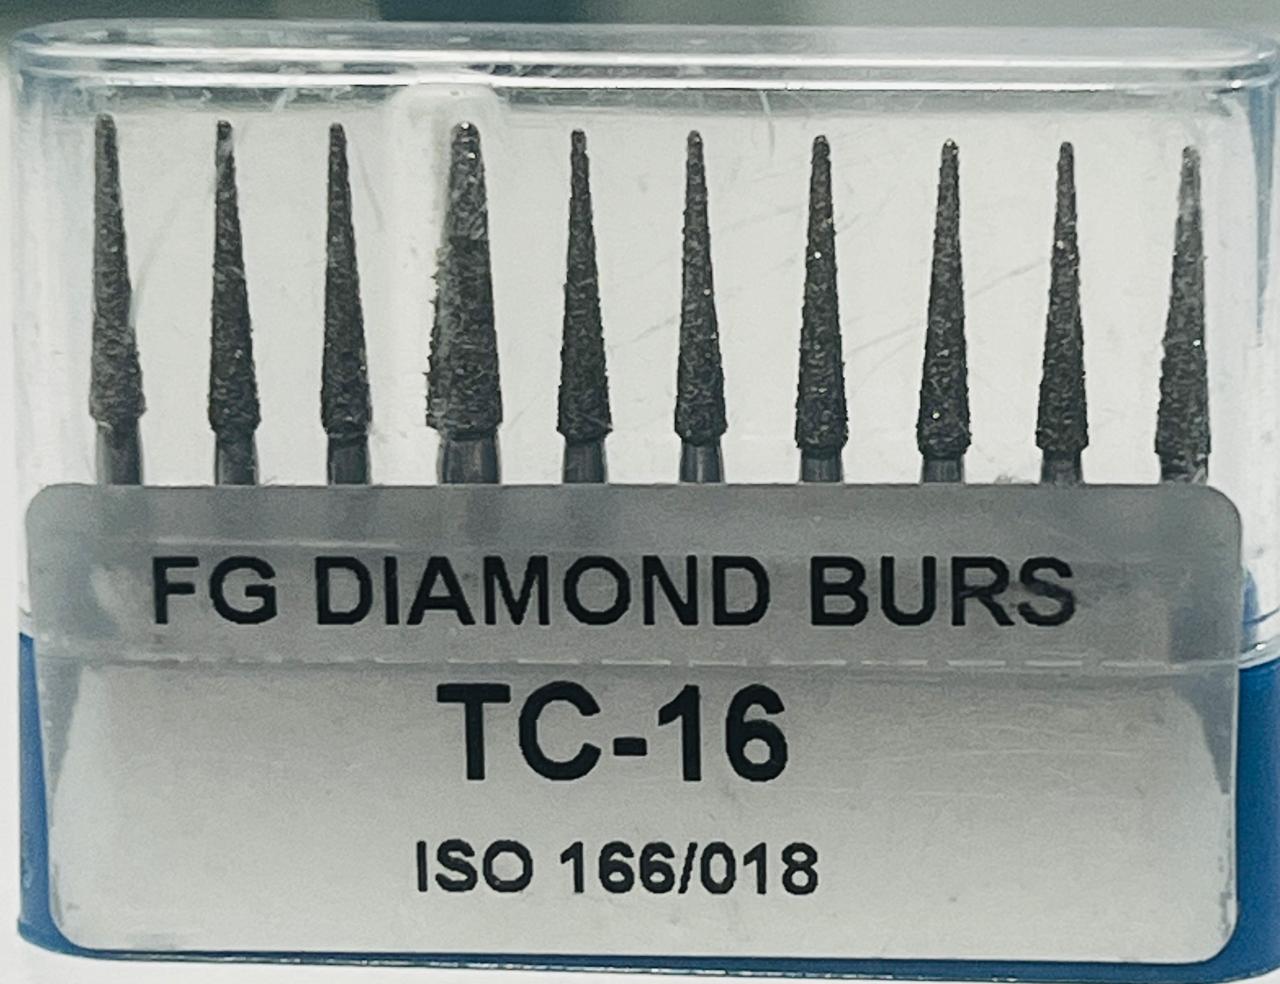 FG DIAMOND BURS
TC-16
ISO 166/018